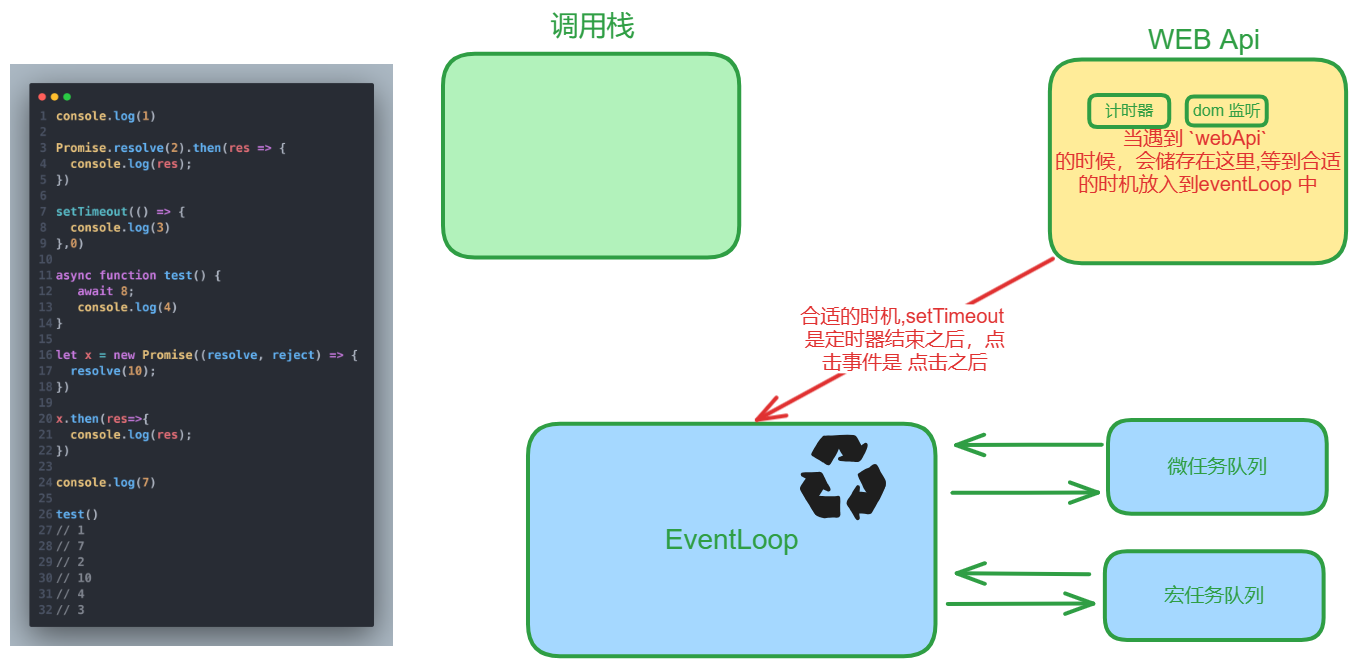 调用栈
WEB Api
1 console.log(1)
2
3 Promise.resolve(2).then(res => {
4   console.log(res);
5 })
6
7 setTimeout(() => {
8   console.log(3)
9 },0)
10
11 async function test() {
12    await 8;
13    console.log(4)
14 }
15
16 let x = new Promise((resolve, reject) => {
17   resolve(10);
18 })
19
20 x.then(res=>{
21   console.log(res);
22 })
23
24 console.log(7)
25
26 test()
27 // 1
28 // 7
29 // 2
30 // 10
31 // 4
32 // 3
计时器
dom 监听
当遇到 `webApi`
的时候，会储存在这里,等到合适
的时机放入到eventLoop 中
合适的时机,setTimeout
是定时器结束之后，点
击事件是 点击之后
EventLoop
微任务队列
宏任务队列